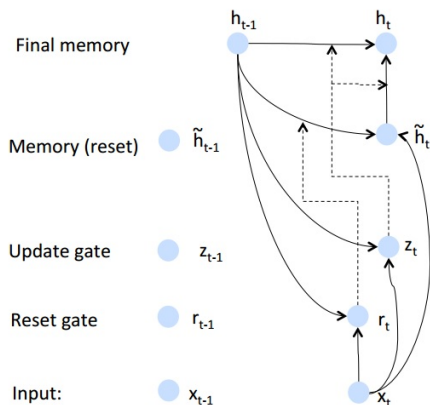 h_{t-1} h_t
Final memory
Memory (reset) h̃_{t-1} h̃_t
Update gate z_{t-1} z_t
Reset gate r_{t-1} r_t
Input: x_{t-1} x_t